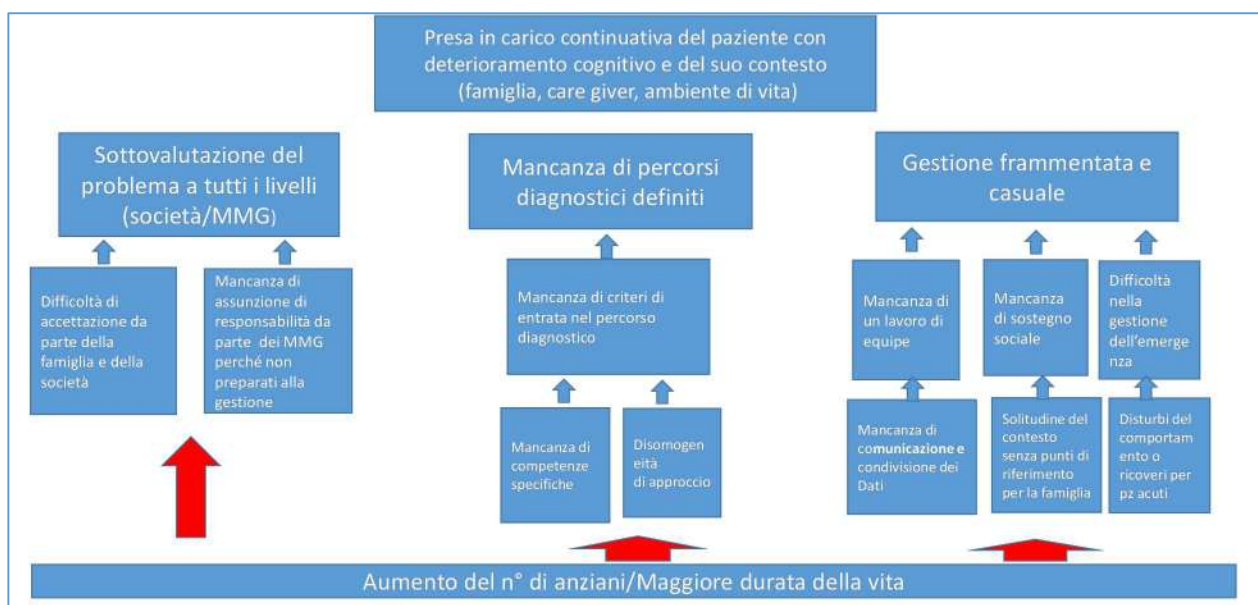 Presa in carico continuativa del paziente con
deterioramento cognitivo e del suo contesto
(famiglia, care giver, ambiente di vita)
Sottovalutazione del
problema a tutti i livelli
(società/MMG)
Mancanza di percorsi
diagnostici definiti
Gestione frammentata e
casuale
Difficoltà di
accettazione da
parte della
famiglia e della
società
Mancanza di
assunzione di
responsabilità da
parte dei MMG
perché non
preparati alla
gestione
Mancanza di criteri di
entrata nel percorso
diagnostico
Mancanza di
un lavoro di
equipe
Mancanza
di sostegno
sociale
Difficoltà
nella
gestione
dell'emerge
nza
Mancanza di
competenze
specifiche
Disomogen
eità
di approccio
Mancanza di
comunicazione e
condivisione dei
Dati
Solitudine del
contesto
senza punti di
riferimento
per la famiglia
Disturbi del
comportam
ento o
ricoveri per
pz acuti
Aumento del n° di anziani/Maggiore durata della vita